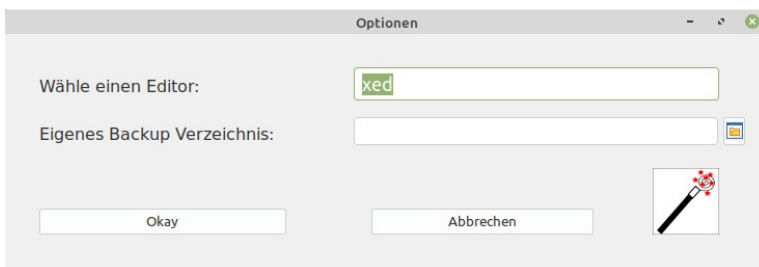 Optionen
Wähle einen Editor:
xed
Eigenes Backup Verzeichnis:
Okay
Abbrechen